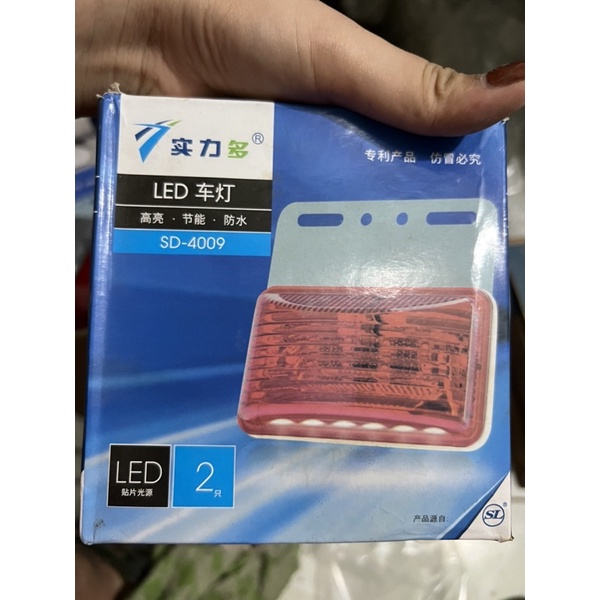 实力多®
专利产品 仿冒必究
LED 车灯
高亮 · 节能 · 防水
SD-4009
LED
贴片光源
2只
产品源自:
SL®